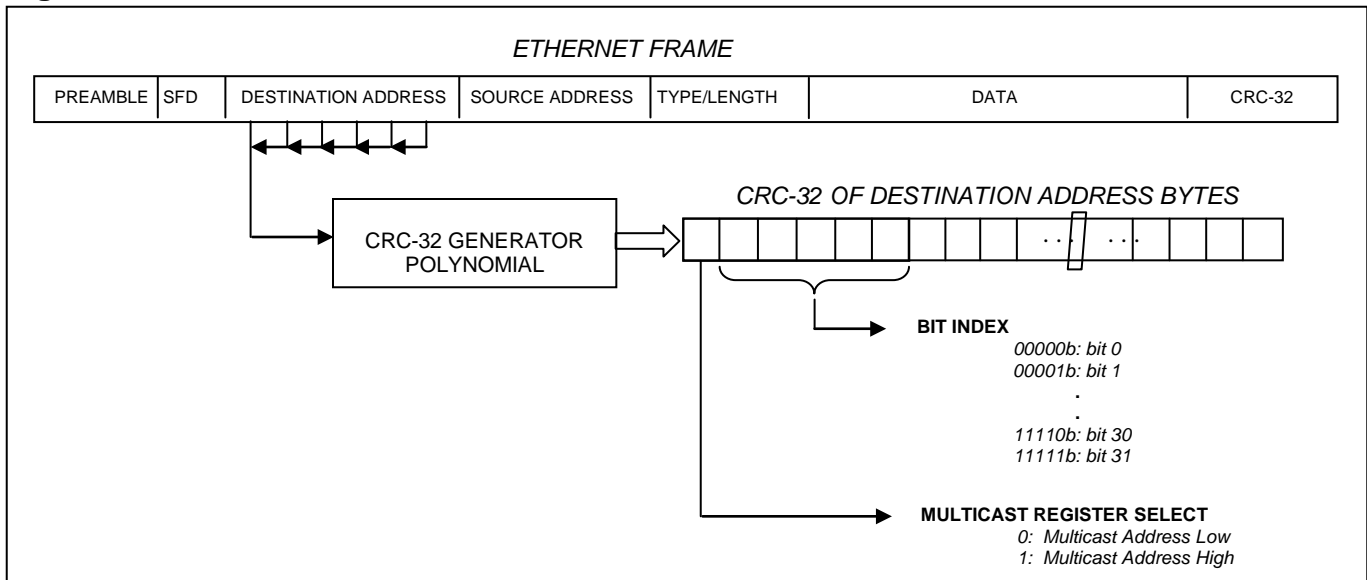 ETHERNET FRAME
PREAMBLE SFD DESTINATION ADDRESS SOURCE ADDRESS TYPE/LENGTH DATA CRC-32
CRC-32 OF DESTINATION ADDRESS BYTES
CRC-32 GENERATOR
POLYNOMIAL
. . . . . .
BIT INDEX
00000b: bit 0
00001b: bit 1
.
.
11110b: bit 30
11111b: bit 31
MULTICAST REGISTER SELECT
0: Multicast Address Low
1: Multicast Address High